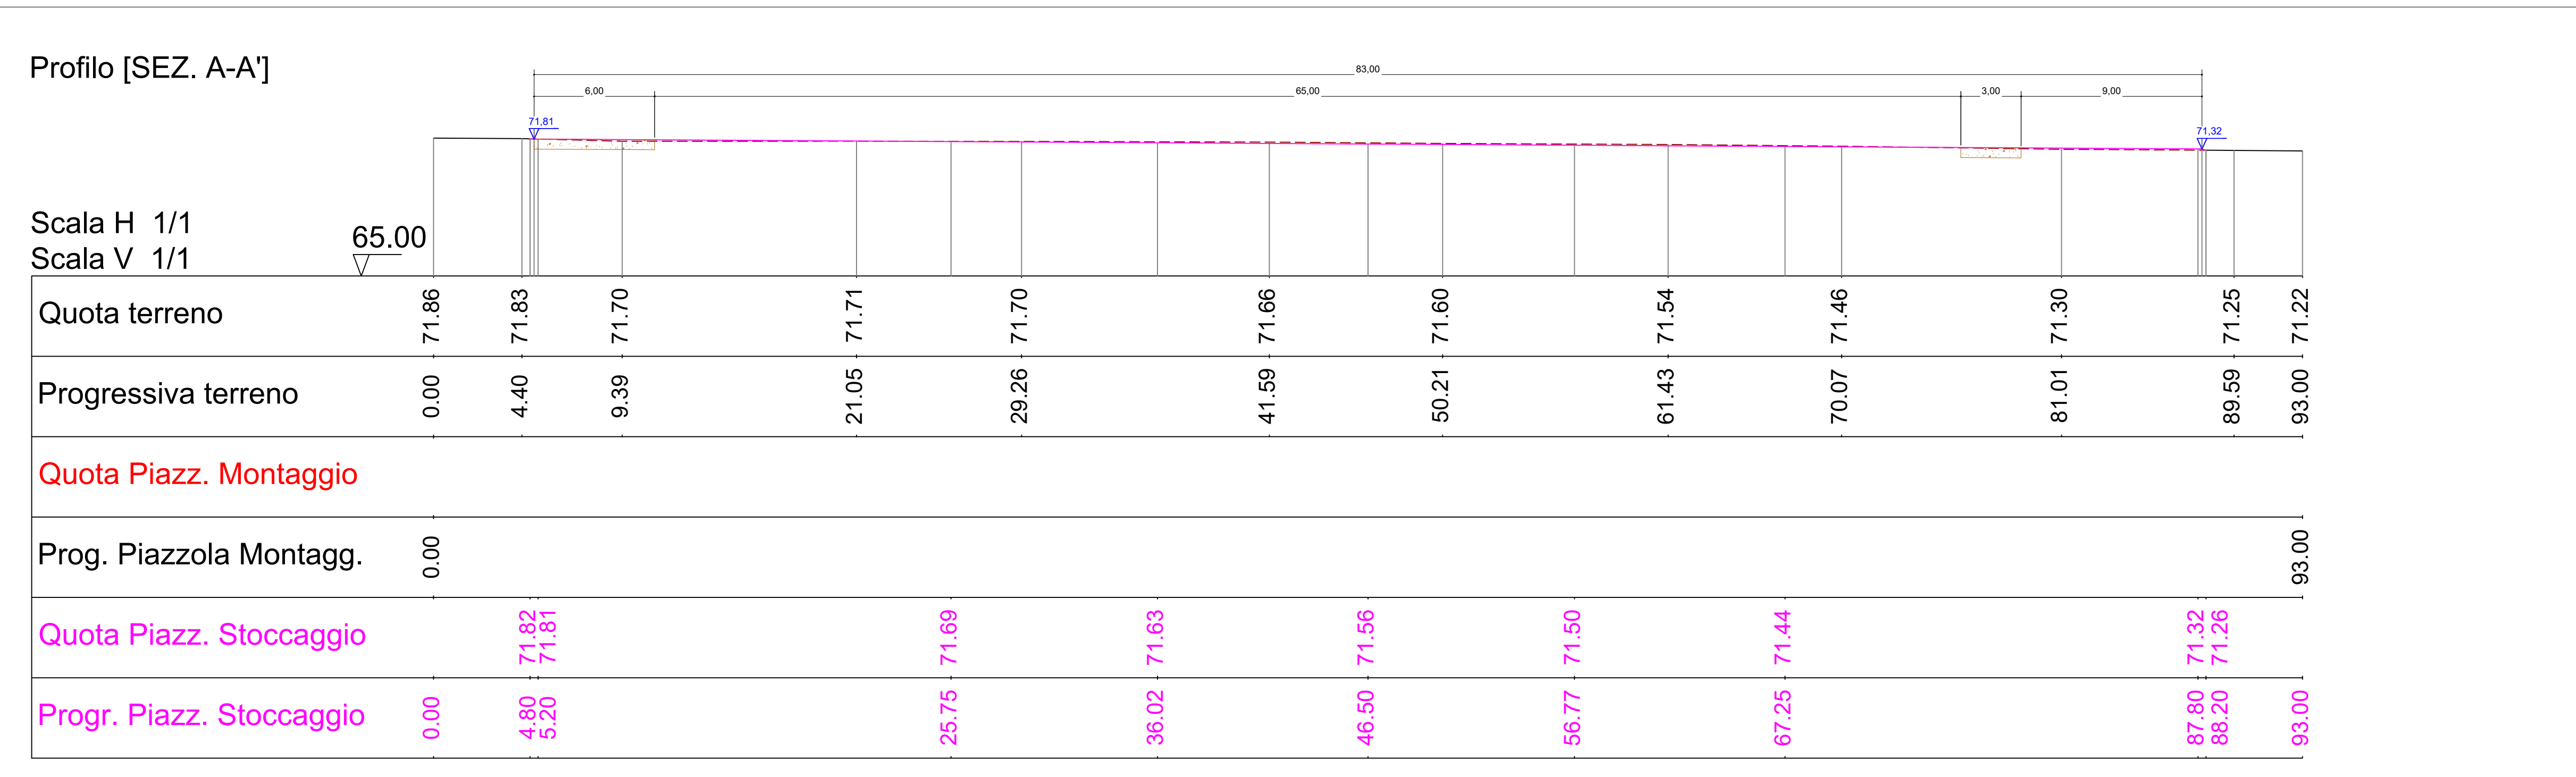 Profilo [SEZ. A-A']
83,00
6,00 65,00 3,00 9,00
71,81
71,32
Scala H 1/1
Scala V 1/1
65.00
Quota terreno 71.86 71.83 71.70 71.71 71.70 71.66 71.60 71.54 71.46 71.30 71.25 71.22
Progressiva terreno 0.00 4.40 9.39 21.05 29.26 41.59 50.21 61.43 70.07 81.01 89.59 93.00
Quota Piazz. Montaggio
Prog. Piazzola Montagg. 0.00 93.00
Quota Piazz. Stoccaggio 71.82 71.81 71.69 71.63 71.56 71.50 71.44 71.32 71.26
Progr. Piazz. Stoccaggio 0.00 4.80 5.20 25.75 36.02 46.50 56.77 67.25 87.80 88.20 93.00